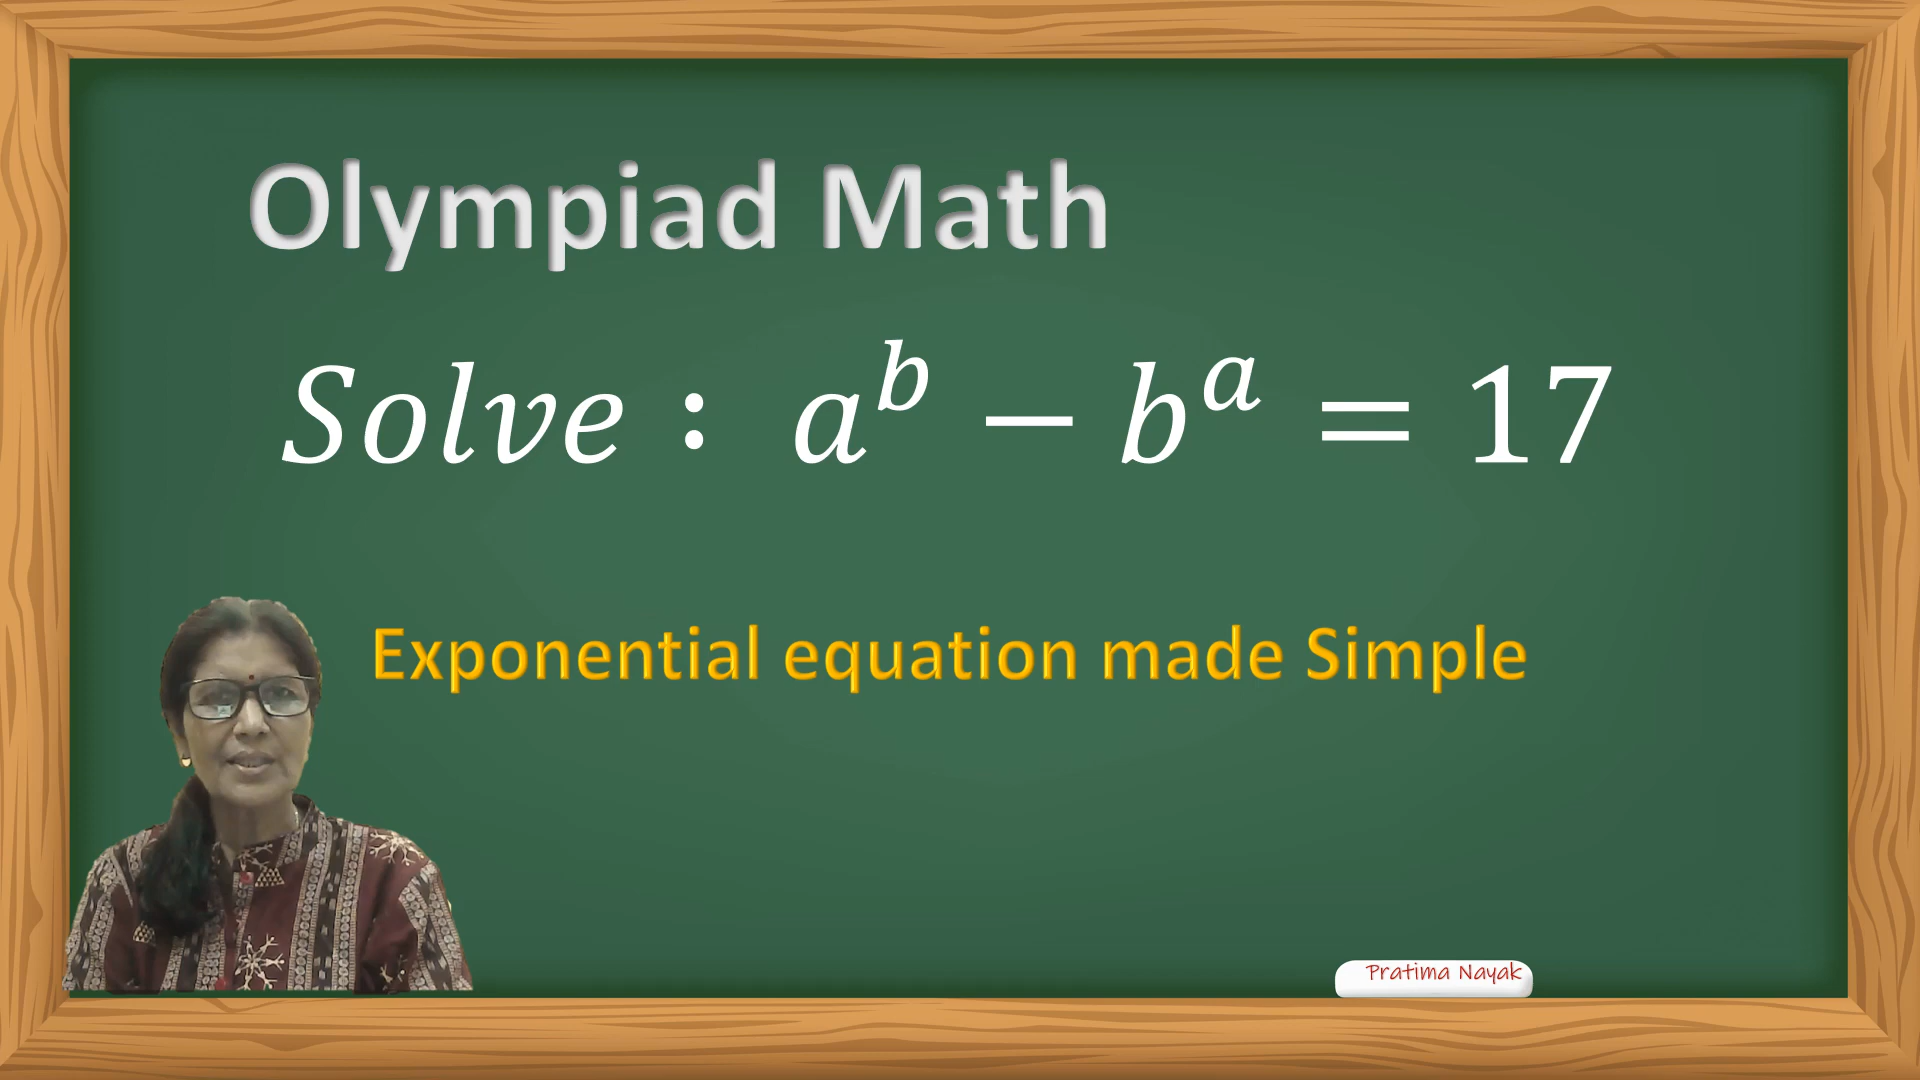 Olympiad Math
Solve : a^b − b^a = 17
Exponential equation made Simple
Pratima Nayak